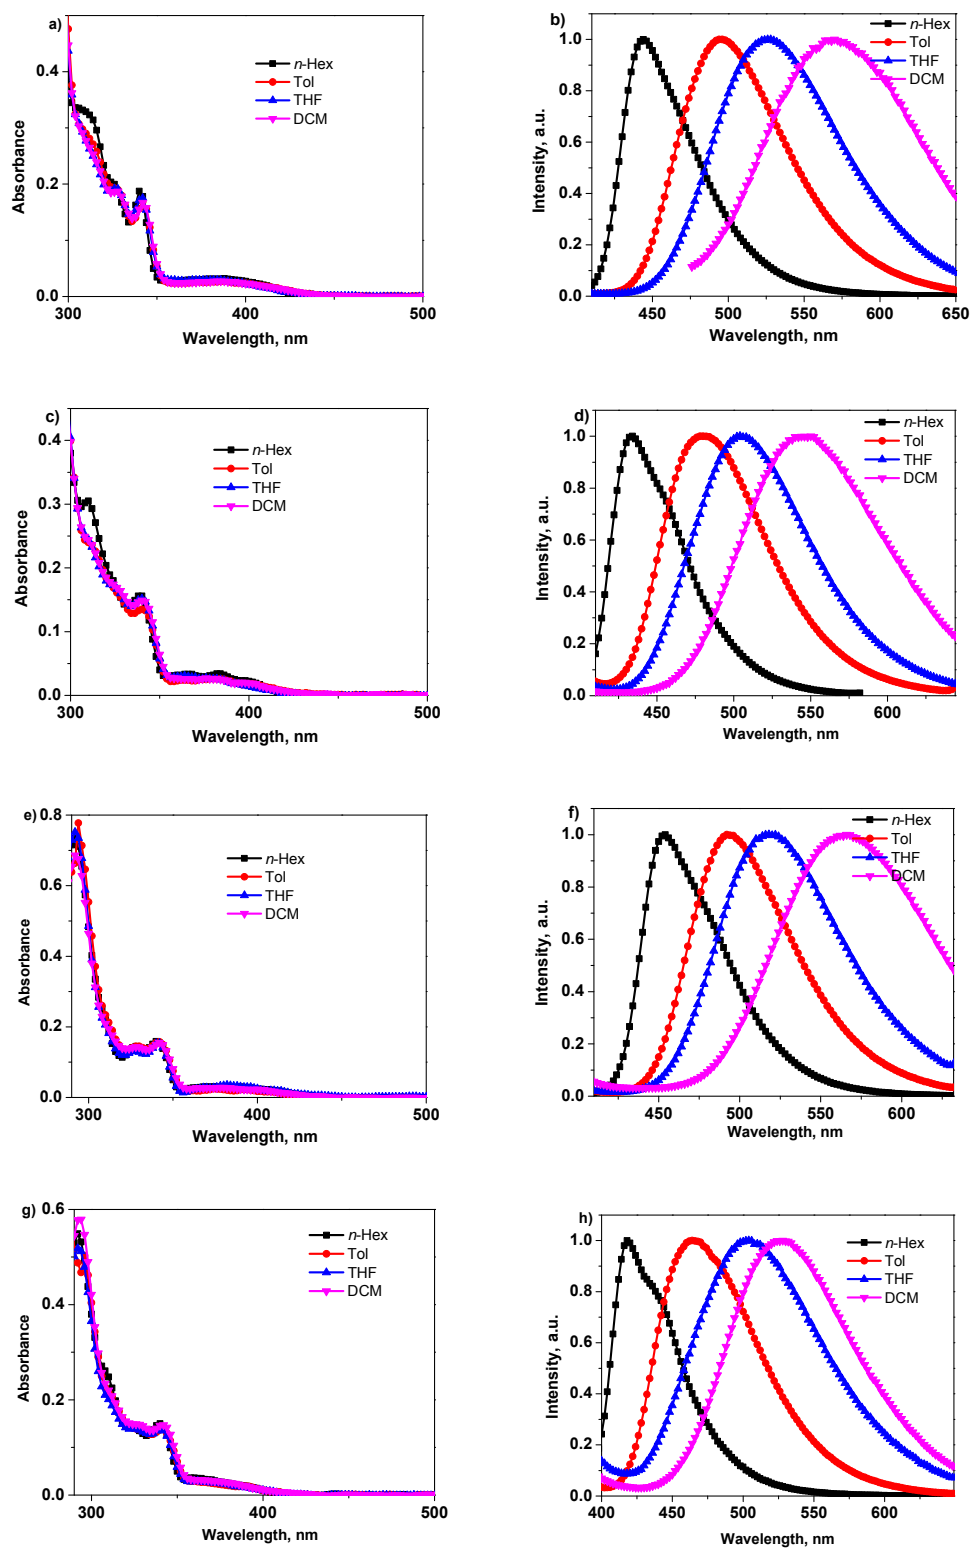 a)
n-Hex
Tol
THF
DCM
0.4
0.2
0.0
300
400
500
Absorbance
Wavelength, nm
b)
n-Hex
Tol
THF
DCM
1.0
0.8
0.6
0.4
0.2
0.0
450
500
550
600
650
Intensity, a.u.
Wavelength, nm
c)
n-Hex
Tol
THF
DCM
0.4
0.3
0.2
0.1
0.0
300
400
500
Absorbance
Wavelength, nm
d)
n-Hex
Tol
THF
DCM
1.0
0.8
0.6
0.4
0.2
0.0
450
500
550
600
Intensity, a.u.
Wavelength, nm
e)
n-Hex
Tol
THF
DCM
0.8
0.6
0.4
0.2
0.0
300
400
500
Absorbance
Wavelength, nm
f)
n-Hex
Tol
THF
DCM
1.0
0.8
0.6
0.4
0.2
0.0
450
500
550
600
Intensity, a.u.
Wavelength, nm
g)
n-Hex
Tol
THF
DCM
0.6
0.4
0.2
0.0
300
400
500
Absorbance
Wavelength, nm
h)
n-Hex
Tol
THF
DCM
1.0
0.8
0.6
0.4
0.2
0.0
400
450
500
550
600
Intensity, a.u.
Wavelength, nm